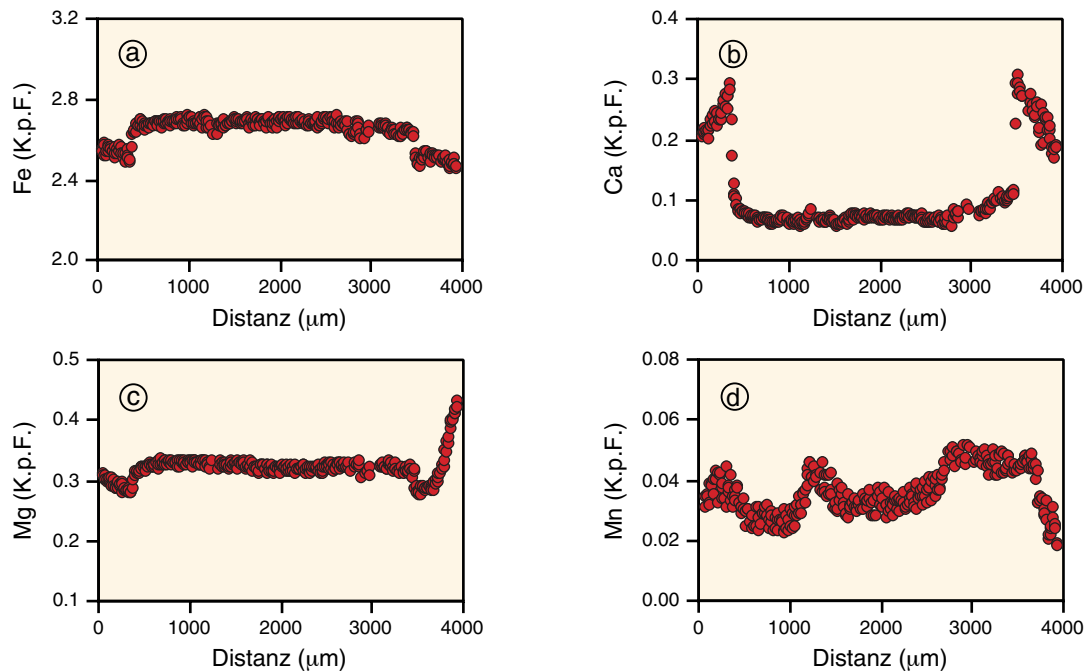 3.2
2.8
2.4
2.0
Fe (K.p.F.)
a
0 1000 2000 3000 4000
Distanz (μm)
0.4
0.3
0.2
0.1
0.0
Ca (K.p.F.)
b
0 1000 2000 3000 4000
Distanz (μm)
0.5
0.4
0.3
0.2
0.1
Mg (K.p.F.)
c
0 1000 2000 3000 4000
Distanz (μm)
0.08
0.06
0.04
0.02
0.00
Mn (K.p.F.)
d
0 1000 2000 3000 4000
Distanz (μm)